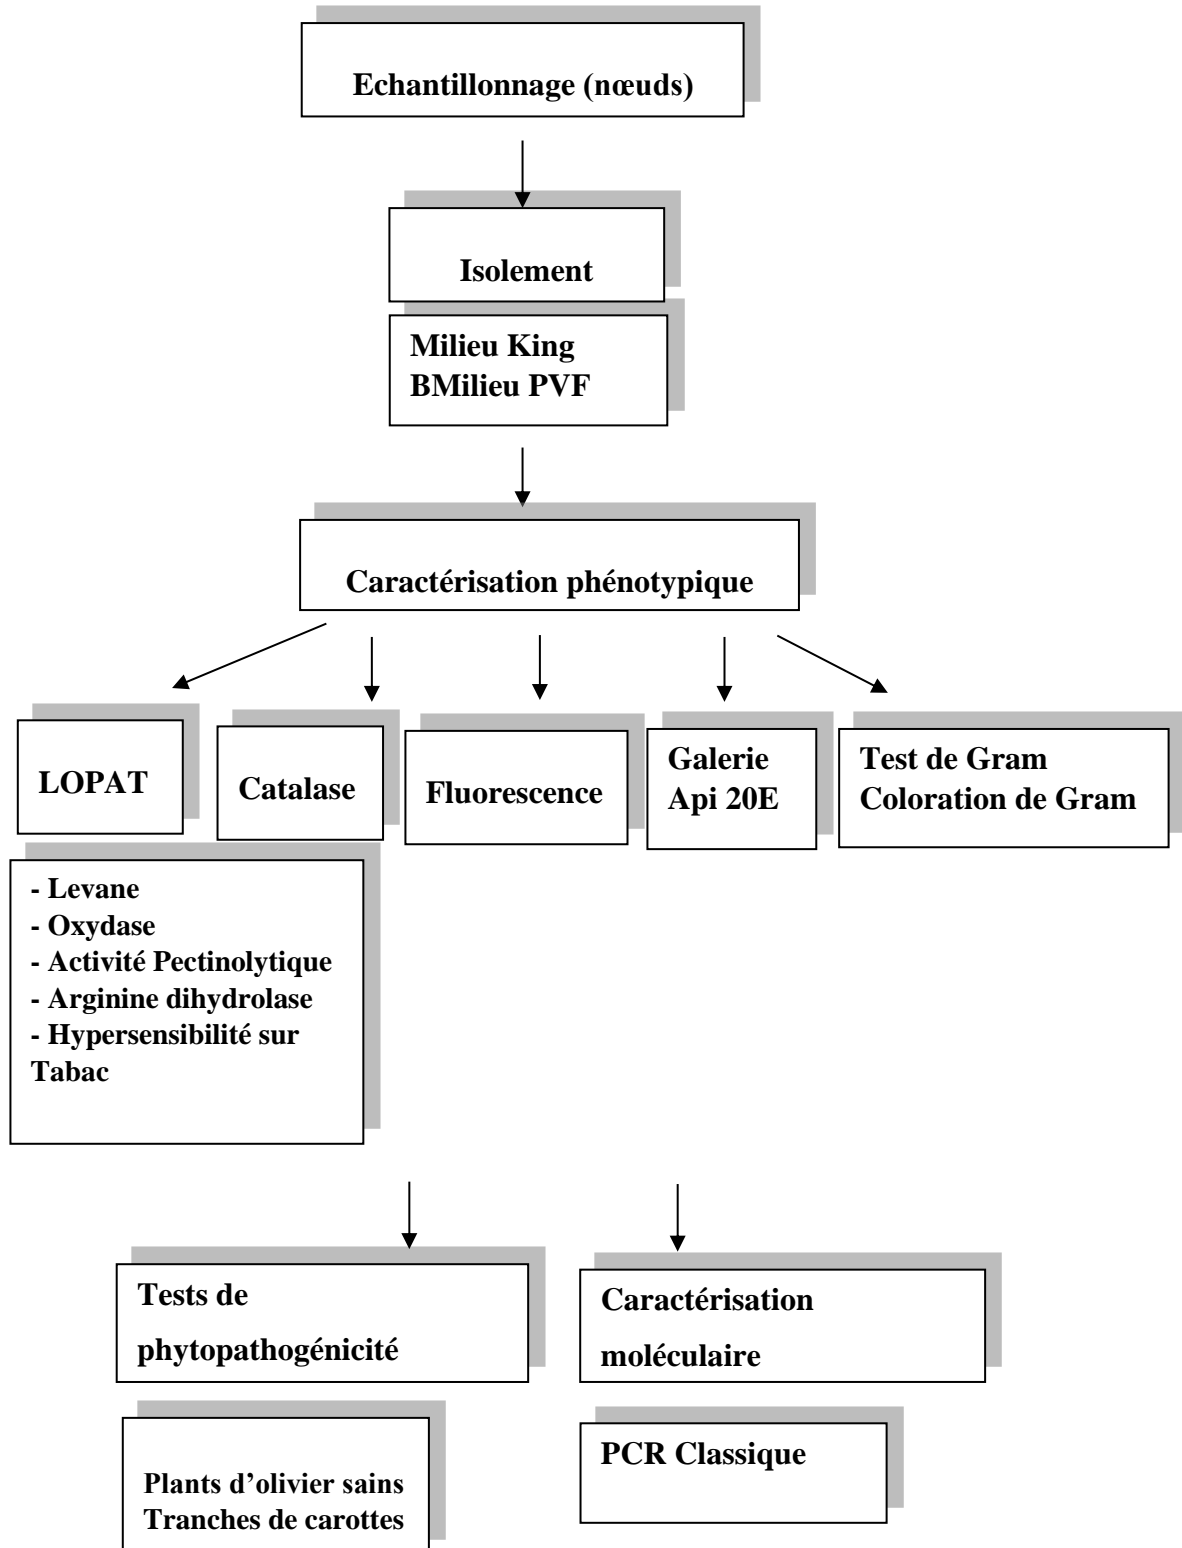 Echantillonnage (nœuds)
Isolement
Milieu King
BMilieu PVF
Caractérisation phénotypique
LOPAT
Catalase
Fluorescence
Galerie
Api 20E
Test de Gram
Coloration de Gram
- Levane
- Oxydase
- Activité Pectinolytique
- Arginine dihydrolase
- Hypersensibilité sur
Tabac
Tests de
phytopathogénicité
Caractérisation
moléculaire
Plants d’olivier sains
Tranches de carottes
PCR Classique